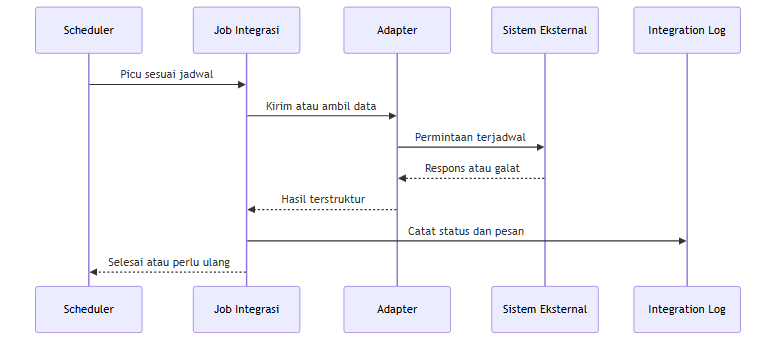 Scheduler
Job Integrasi
Adapter
Sistem Eksternal
Integration Log
Picu sesuai jadwal
Kirim atau ambil data
Permintaan terjadwal
Respons atau galat
Hasil terstruktur
Catat status dan pesan
Selesai atau perlu ulang
Scheduler
Job Integrasi
Adapter
Sistem Eksternal
Integration Log